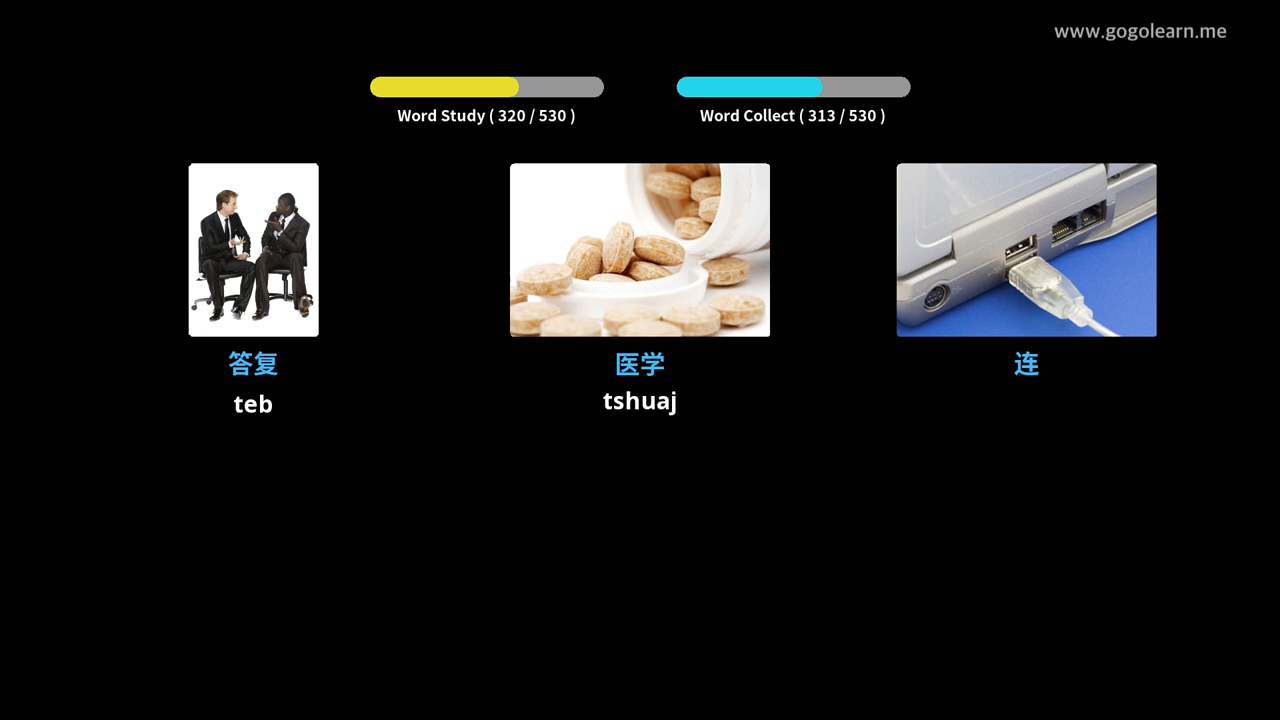 www.gogolearn.me
Word Study ( 320 / 530 )
Word Collect ( 313 / 530 )
答复
医学
连
teb
tshuaj